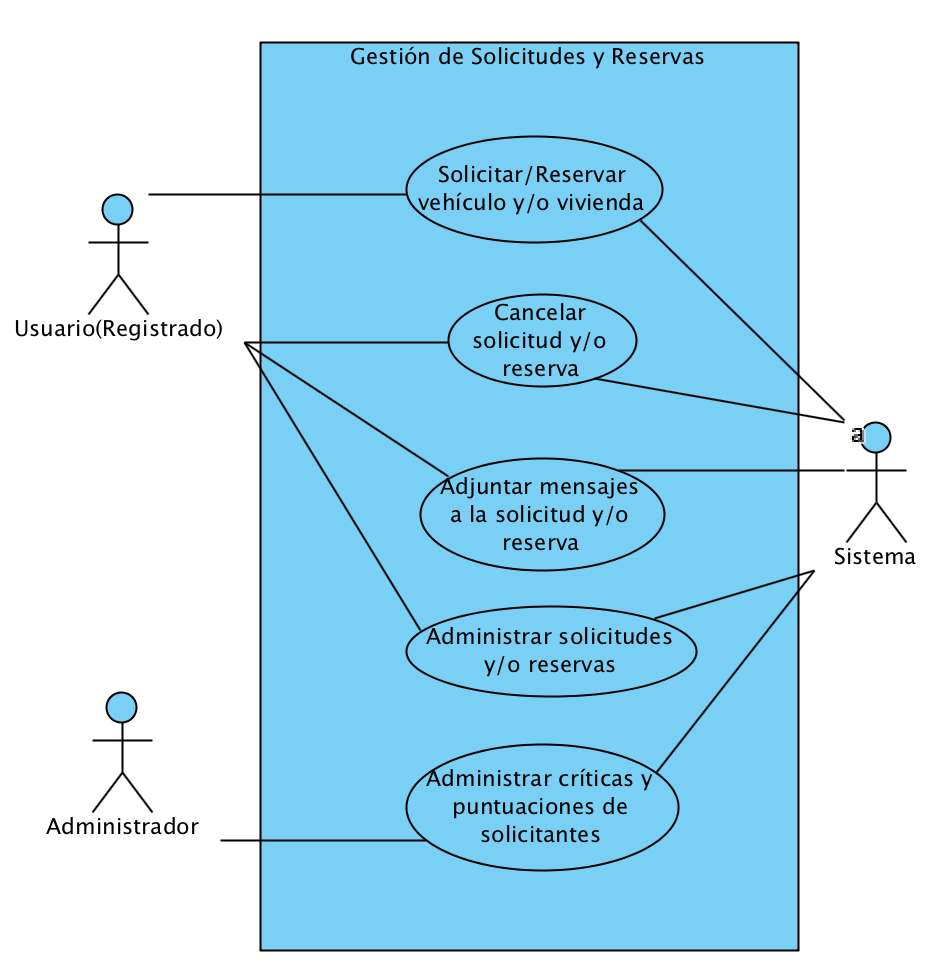 Gestión de Solicitudes y Reservas
Solicitar/Reservar
vehículo y/o vivienda
Usuario(Registrado)
Cancelar
solicitud y/o
reserva
a
Adjuntar mensajes
a la solicitud y/o
reserva
Sistema
Administrar solicitudes
y/o reservas
Administrar críticas y
puntuaciones de
solicitantes
Administrador